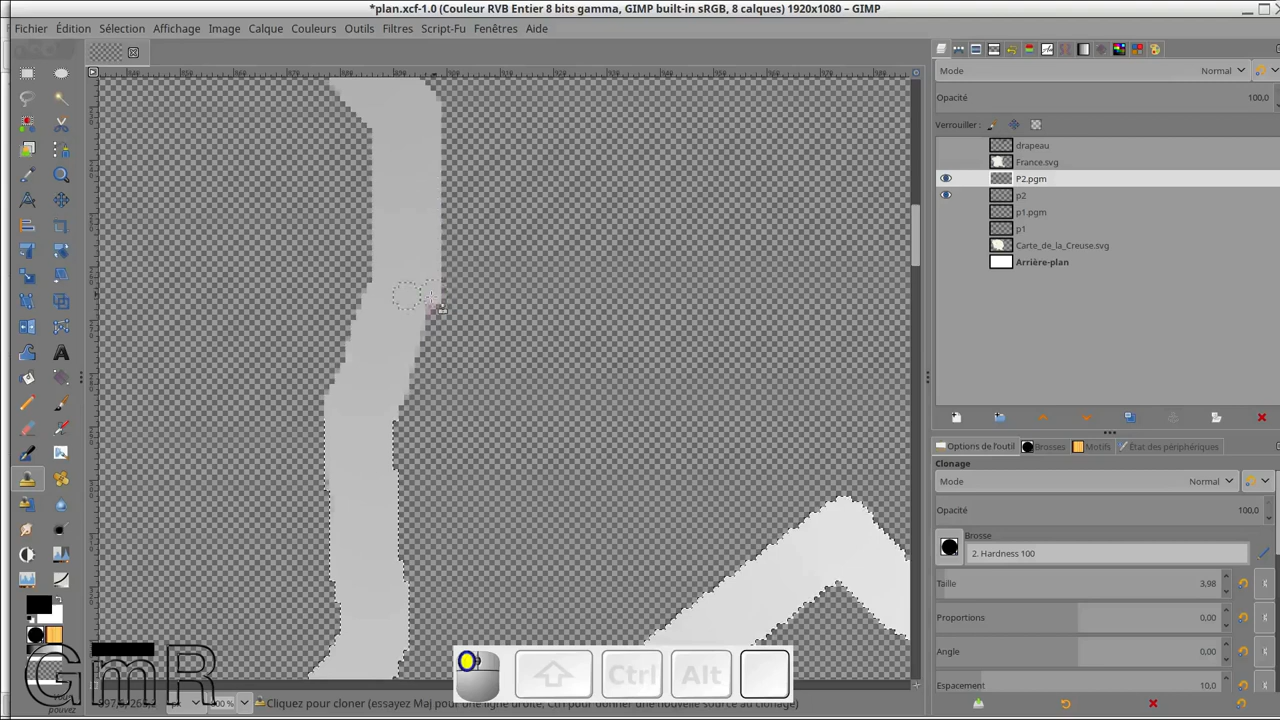 *plan.xcf-1.0 (Couleur RVB Entier 8 bits gamma, GIMP built-in sRGB, 8 calques) 1920x1080 – GIMP
Fichier Édition Sélection Affichage Image Calque Couleurs Outils Filtres Script-Fu Fenêtres Aide
Mode Normal
Opacité 100,0
Verrouiller :
drapeau
France.svg
P2.pgm
p2
p1.pgm
p1
Carte_de_la_Creuse.svg
Arrière-plan
Options de l'outil Brosses Motifs État des périphériques
Clonage
Mode Normal
Opacité 100,0
Brosse
2. Hardness 100
Taille 3,98
Proportions 0,00
Angle 0,00
Espacement 10,0
Ctrl Alt
GmR
Vous
pouvez
Cliquez pour cloner (essayez Maj pour une ligne droite, Ctrl pour définir une nouvelle source au clonage)